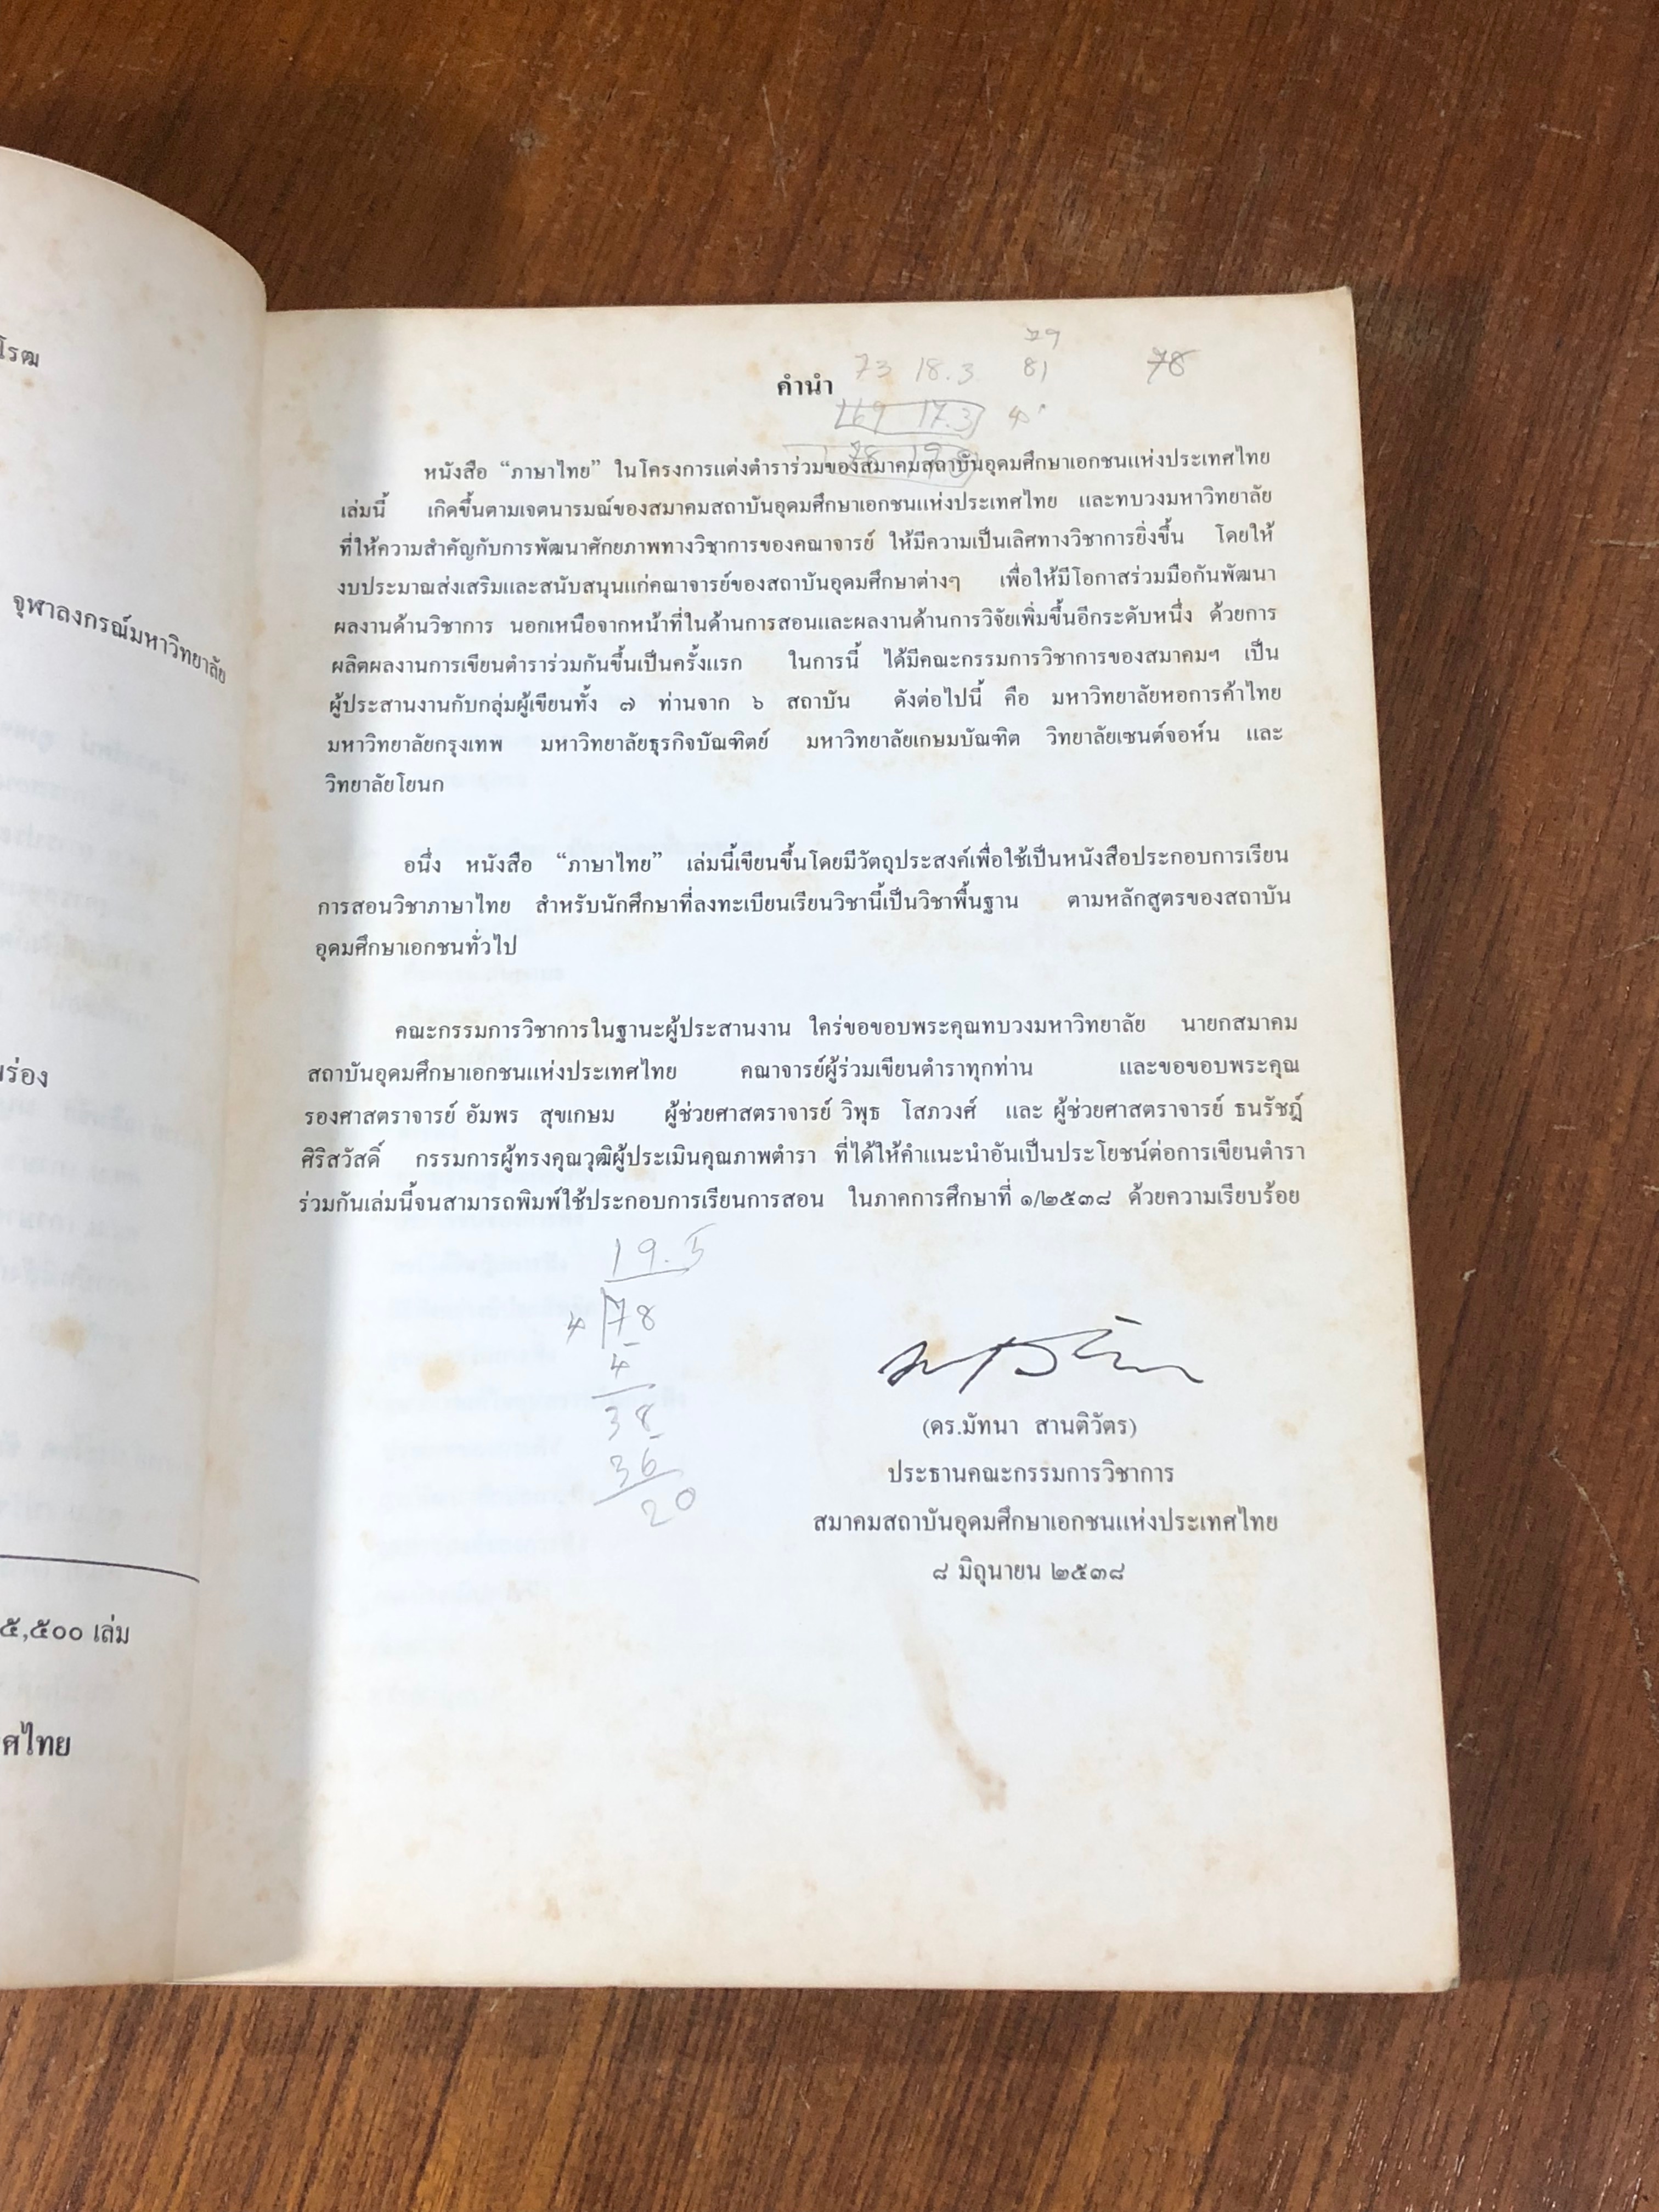 โรฒ
จุฬาลงกรณ์มหาวิทยาลัย
ร่อง
๕,๕๐๐ เล่ม
ศไทย
79
73 18.3 81 78
คำนำ
69 17.3
หนังสือ “ภาษาไทย” ในโครงการแต่งตำราร่วมของสมาคมสถาบันอุดมศึกษาเอกชนแห่งประเทศไทย
เล่มนี้ เกิดขึ้นตามเจตนารมณ์ของสมาคมสถาบันอุดมศึกษาเอกชนแห่งประเทศไทย และทบวงมหาวิทยาลัย
ที่ให้ความสำคัญกับการพัฒนาศักยภาพทางวิชาการของคณาจารย์ ให้มีความเป็นเลิศทางวิชาการยิ่งขึ้น โดยให้
งบประมาณส่งเสริมและสนับสนุนแก่คณาจารย์ของสถาบันอุดมศึกษาต่างๆ เพื่อให้มีโอกาสร่วมมือกันพัฒนา
ผลงานด้านวิชาการ นอกเหนือจากหน้าที่ในด้านการสอนและผลงานด้านการวิจัยเพิ่มขึ้นอีกระดับหนึ่ง ด้วยการ
ผลิตผลงานการเขียนตำราร่วมกันขึ้นเป็นครั้งแรก ในการนี้ ได้มีคณะกรรมการวิชาการของสมาคมฯ เป็น
ผู้ประสานงานกับกลุ่มผู้เขียนทั้ง ๗ ท่านจาก ๖ สถาบัน ดังต่อไปนี้ คือ มหาวิทยาลัยหอการค้าไทย
มหาวิทยาลัยกรุงเทพ มหาวิทยาลัยธุรกิจบัณฑิตย์ มหาวิทยาลัยเกษมบัณฑิต วิทยาลัยเซนต์จอห์น และ
วิทยาลัยโยนก
อนึ่ง หนังสือ “ภาษาไทย” เล่มนี้เขียนขึ้นโดยมีวัตถุประสงค์เพื่อใช้เป็นหนังสือประกอบการเรียน
การสอนวิชาภาษาไทย สำหรับนักศึกษาที่ลงทะเบียนเรียนวิชานี้เป็นวิชาพื้นฐาน ตามหลักสูตรของสถาบัน
อุดมศึกษาเอกชนทั่วไป
คณะกรรมการวิชาการในฐานะผู้ประสานงาน ใคร่ขอขอบพระคุณทบวงมหาวิทยาลัย นายกสมาคม
สถาบันอุดมศึกษาเอกชนแห่งประเทศไทย คณาจารย์ผู้ร่วมเขียนตำราทุกท่าน และขอขอบพระคุณ
รองศาสตราจารย์ อัมพร สุขเกษม ผู้ช่วยศาสตราจารย์ วิพุธ โสภวงศ์ และ ผู้ช่วยศาสตราจารย์ ธนรัชฎ์
ศิริสวัสดิ์ กรรมการผู้ทรงคุณวุฒิผู้ประเมินคุณภาพตำรา ที่ได้ให้คำแนะนำอันเป็นประโยชน์ต่อการเขียนตำรา
ร่วมกันเล่มนี้จนสามารถพิมพ์ใช้ประกอบการเรียนการสอน ในภาคการศึกษาที่ ๑/๒๕๓๘ ด้วยความเรียบร้อย
19.5
4 78
4
38
36
20
(ดร.มัทนา สานติวัตร)
ประธานคณะกรรมการวิชาการ
สมาคมสถาบันอุดมศึกษาเอกชนแห่งประเทศไทย
๘ มิถุนายน ๒๕๓๘